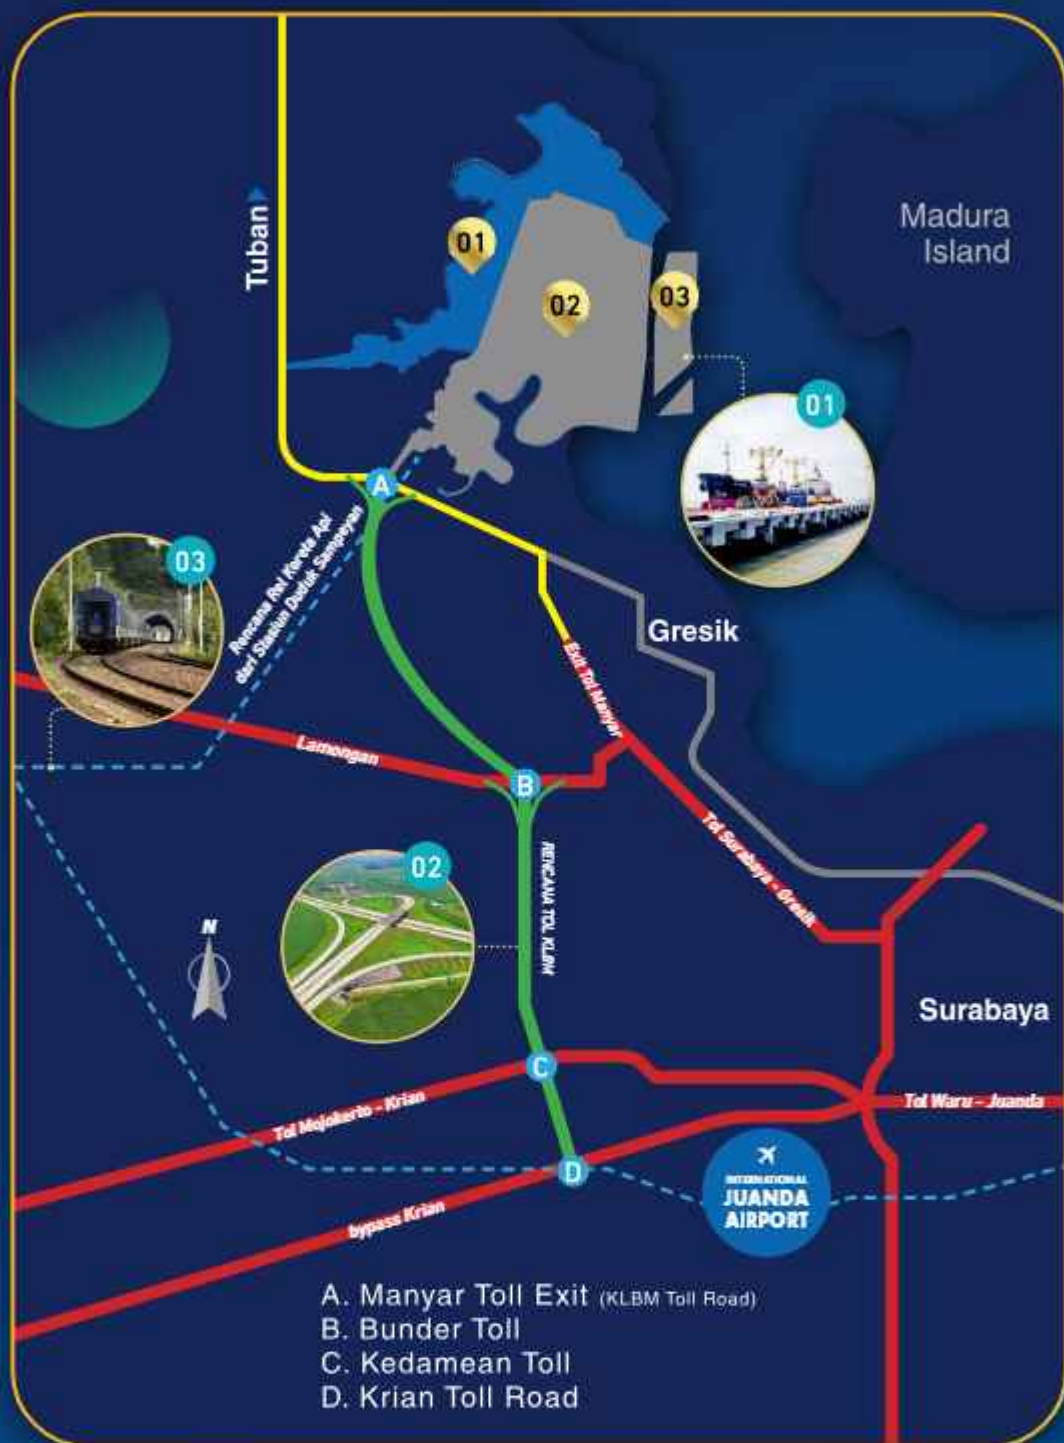 Tuban
01
02
03
Madura
Island
01
A
03
Rencana Rel Kereta Api
dari Stasiun Duduk Sampeyan
Gresik
Exit Tol Manyar
Lamongan
B
Tol Surabaya - Gresik
02
RENCANA TOL KLBM
N
Surabaya
C
Tol Mojokerto - Krian
Tol Waru - Juanda
D
INTERNATIONAL
JUANDA
AIRPORT
bypass Krian
A. Manyar Toll Exit (KLBM Toll Road)
B. Bunder Toll
C. Kedamean Toll
D. Krian Toll Road